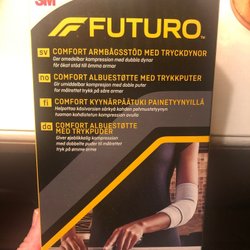 3M
FUTURO™
sv COMFORT ARMBÅGSSTÖD MED TRYCKDYNOR
Ger omedelbar kompression med dubbla dynor
för ökat stöd till ömma armar
no COMFORT ALBUESTØTTE MED TRYKKPUTER
Gir umiddelbar kompresjon med doble puter
for målrettet trykk på såre armer
fi COMFORT KYYNÄRPÄÄTUKI PAINETYYNYILLÄ
Helpottaa käsivarsien särkyä kahden pehmustetyynyn
tuoman kohdistetun kompression avulla
da COMFORT ALBUESTØTTE
MED TRYKPUDER
Giver øjeblikkelig kompression
med dobbelte puder til målrettet
tryk på ømme arme